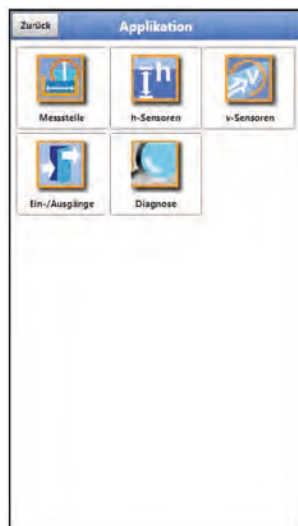 Zurück Applikation
h
v
Messstelle h-Sensoren v-Sensoren
Ein-/Ausgänge Diagnose